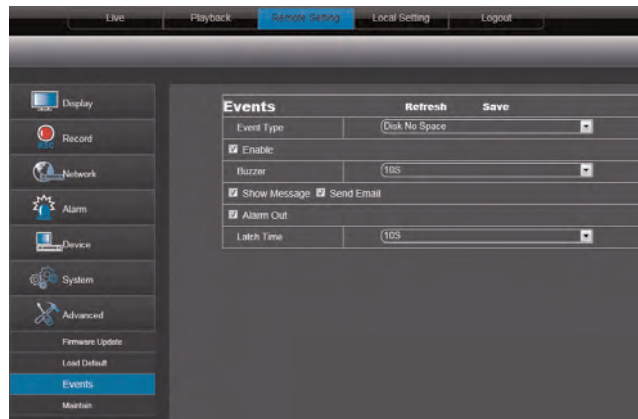 Live Playback Remote Setting Local Setting Logout
Display
Record
REC
Network
Alarm
Device
System
Advanced
Firmware Update
Load Default
Events
Maintain
Events Refresh Save
Event Type Disk No Space
Enable
Buzzer 10S
Show Message Send Email
Alarm Out
Latch Time 10S